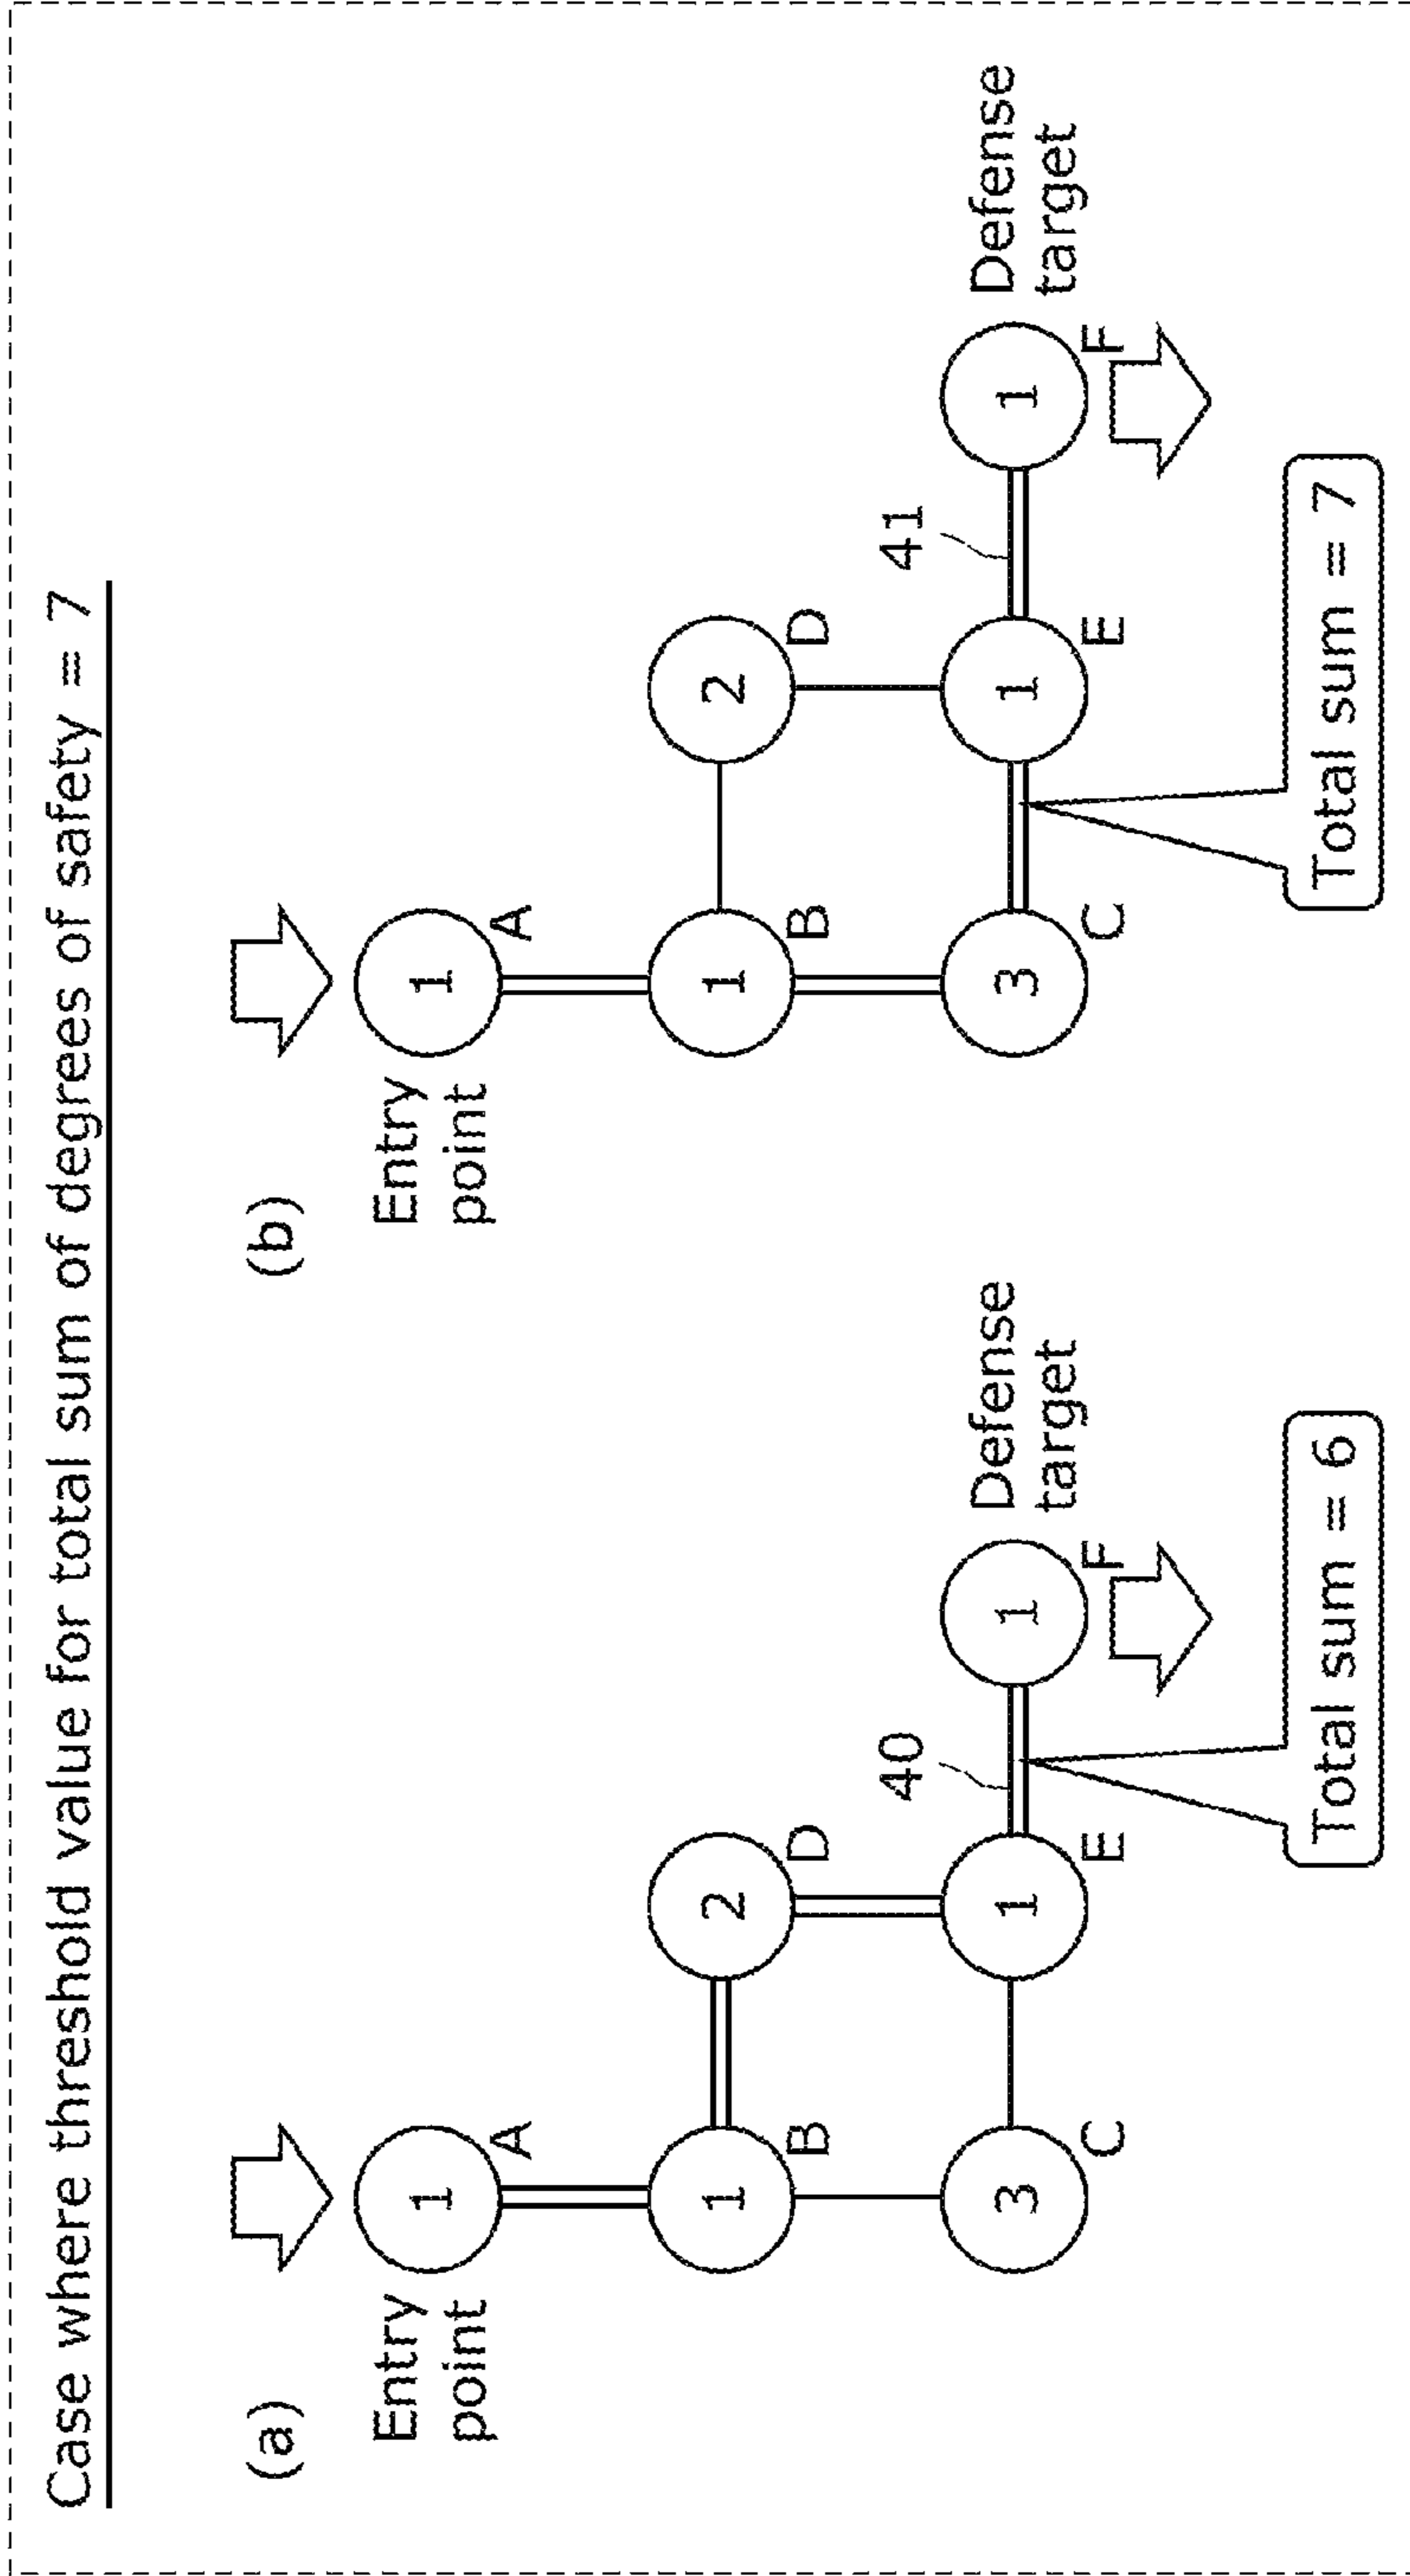 Case where threshold value for total sum of degrees of safety = 7
(a)
Entry
point
1
A
1
B
2
D
3
C
1
E
40
1
F
Defense
target
Total sum = 6
(b)
Entry
point
1
A
1
B
2
D
3
C
1
E
41
1
F
Defense
target
Total sum = 7